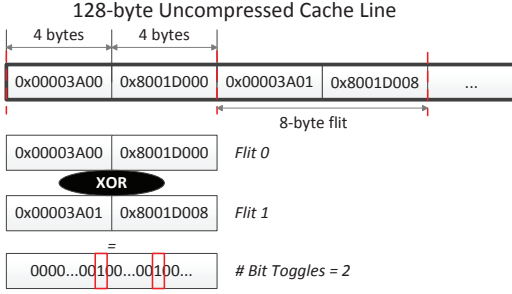 128-byte Uncompressed Cache Line
4 bytes 4 bytes
0x00003A00 0x8001D000 0x00003A01 0x8001D008 ...
8-byte flit
0x00003A00 0x8001D000 Flit 0
XOR
0x00003A01 0x8001D008 Flit 1
=
0000...00100...00100... # Bit Toggles = 2